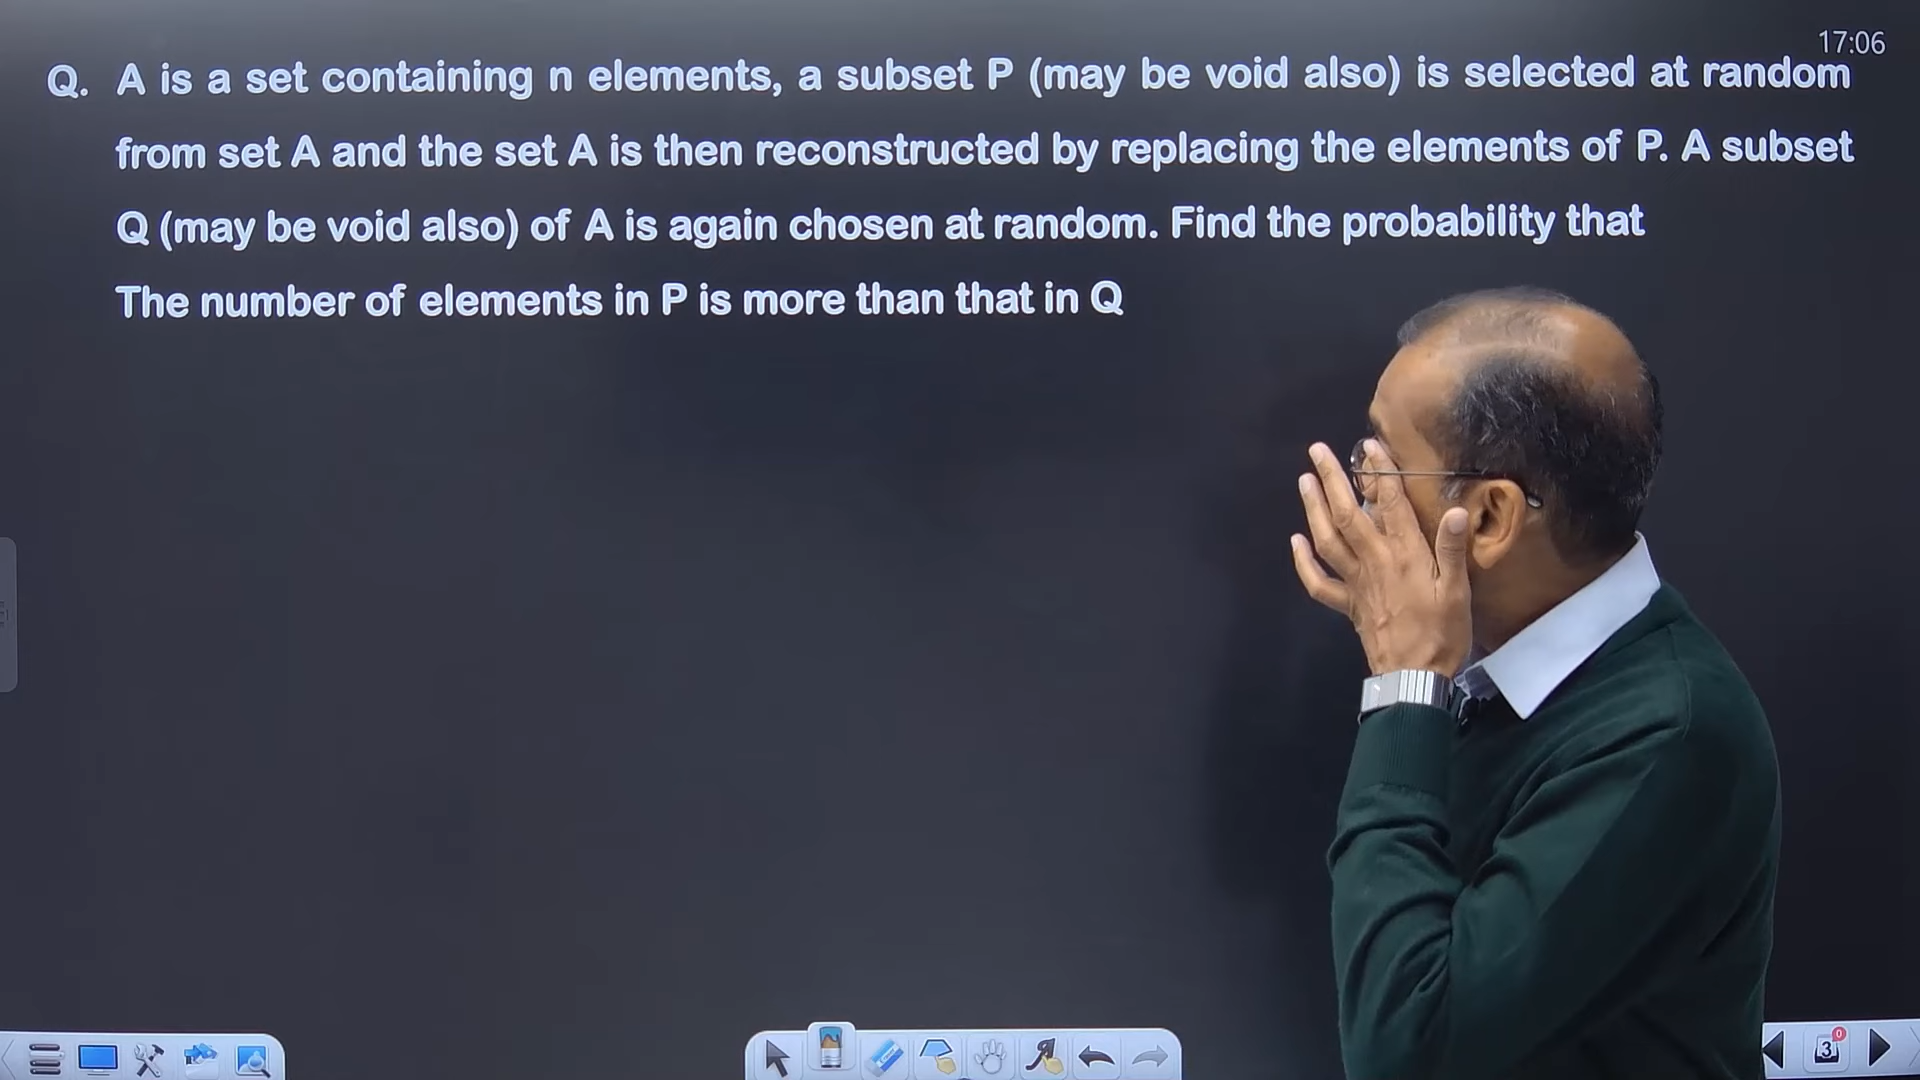 17:06
Q. A is a set containing n elements, a subset P (may be void also) is selected at random
from set A and the set A is then reconstructed by replacing the elements of P. A subset
Q (may be void also) of A is again chosen at random. Find the probability that
The number of elements in P is more than that in Q
0
3